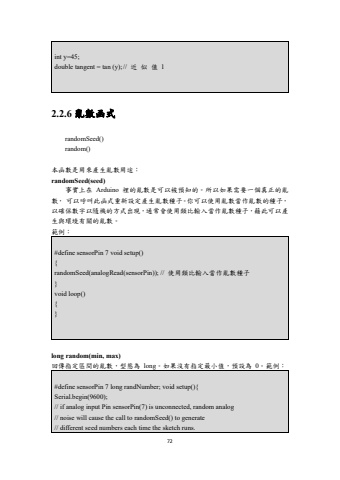 int y=45;
double tangent = tan (y); // 近 似 值 1
2.2.6 亂數函式
randomSeed()
random()
本函數是用來產生亂數用途：
randomSeed(seed)
事實上在 Arduino 裡的亂數是可以被預知的。所以如果需要一個真正的亂
數， 可以呼叫此函式重新設定產生亂數種子。你可以使用亂數當作亂數的種子，
以確保數字以隨機的方式出現，通常會使用類比輸入當作亂數種子，藉此可以產
生與環境有關的亂數。
範例：
#define sensorPin 7 void setup()
{
randomSeed(analogRead(sensorPin)); // 使用類比輸入當作亂數種子
}
void loop()
{
}
long random(min, max)
回傳指定區間的亂數，型態為 long。如果沒有指定最小值，預設為 0。範例：
#define sensorPin 7 long randNumber; void setup(){
Serial.begin(9600);
// if analog input Pin sensorPin(7) is unconnected, random analog
// noise will cause the call to randomSeed() to generate
// different seed numbers each time the sketch runs.
72